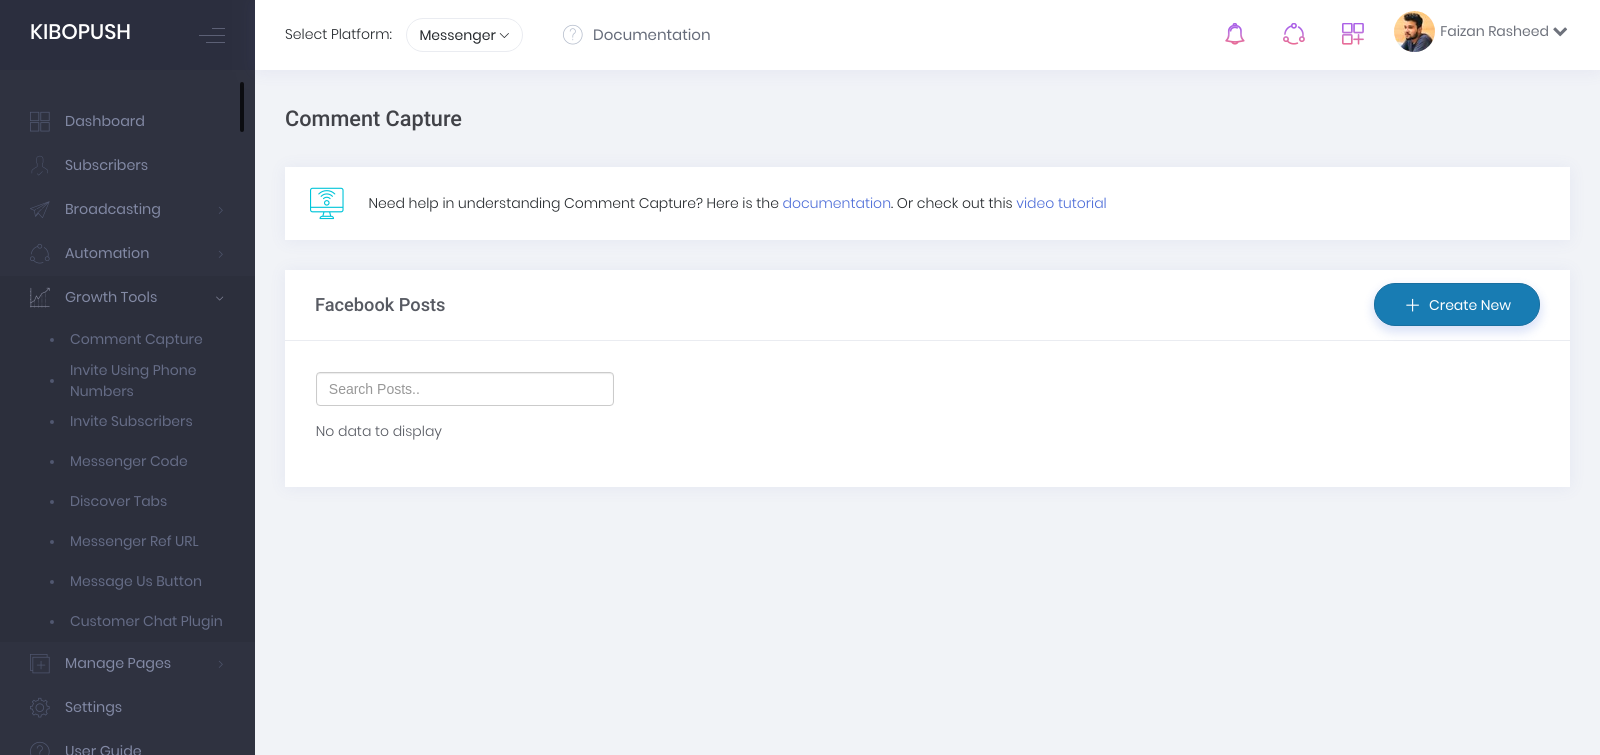 KIBOPUSH
Select Platform:
Messenger
Documentation
Faizan Rasheed
Dashboard
Subscribers
Broadcasting
Automation
Growth Tools
Comment Capture
Invite Using Phone
Numbers
Invite Subscribers
Messenger Code
Discover Tabs
Messenger Ref URL
Message Us Button
Customer Chat Plugin
Manage Pages
Settings
User Guide
Comment Capture
Need help in understanding Comment Capture? Here is the documentation. Or check out this video tutorial
Facebook Posts
Create New
Search Posts..
No data to display